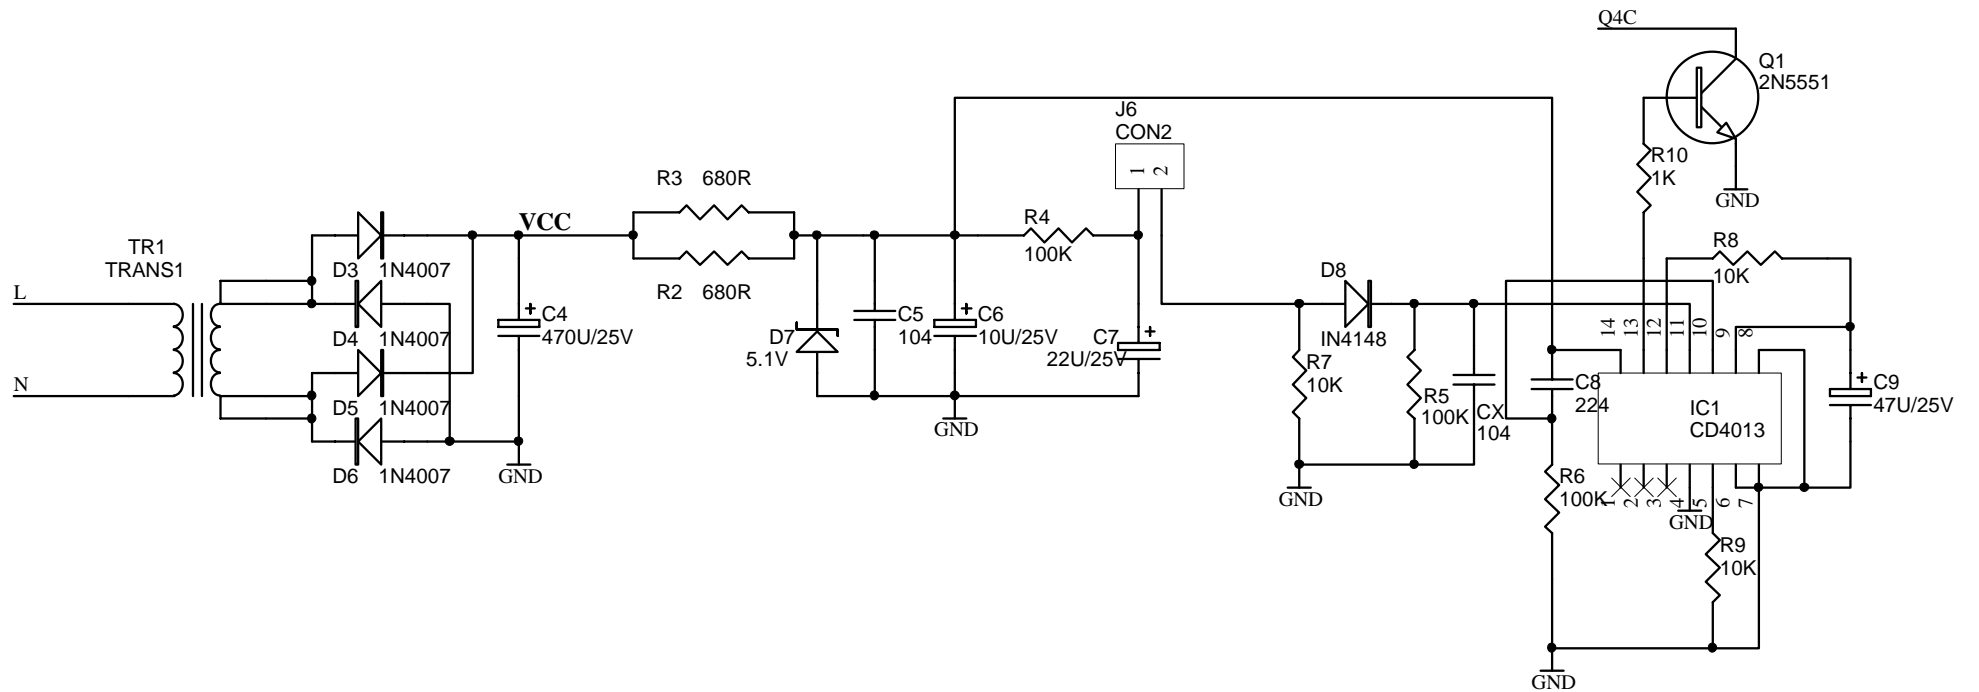 Q4C
Q1
2N5551
J6
CON2
1
2
R10
1K
GND
R3 680R
VCC
R4
100K
R2 680R
TR1
TRANS1
L
N
D3 1N4007
D4 1N4007
D5 1N4007
D6 1N4007
+
C4
470U/25V
GND
D7
5.1V
C5
104
+
C6
10U/25V
GND
+
C7
22U/25V
D8
IN4148
R7
10K
GND
R5
100K
CX
104
R8
10K
14
13
12
11
10
9
8
C8
224
IC1
CD4013
+
C9
47U/25V
R6
100K
1
2
3
4
5
6
7
GND
R9
10K
GND